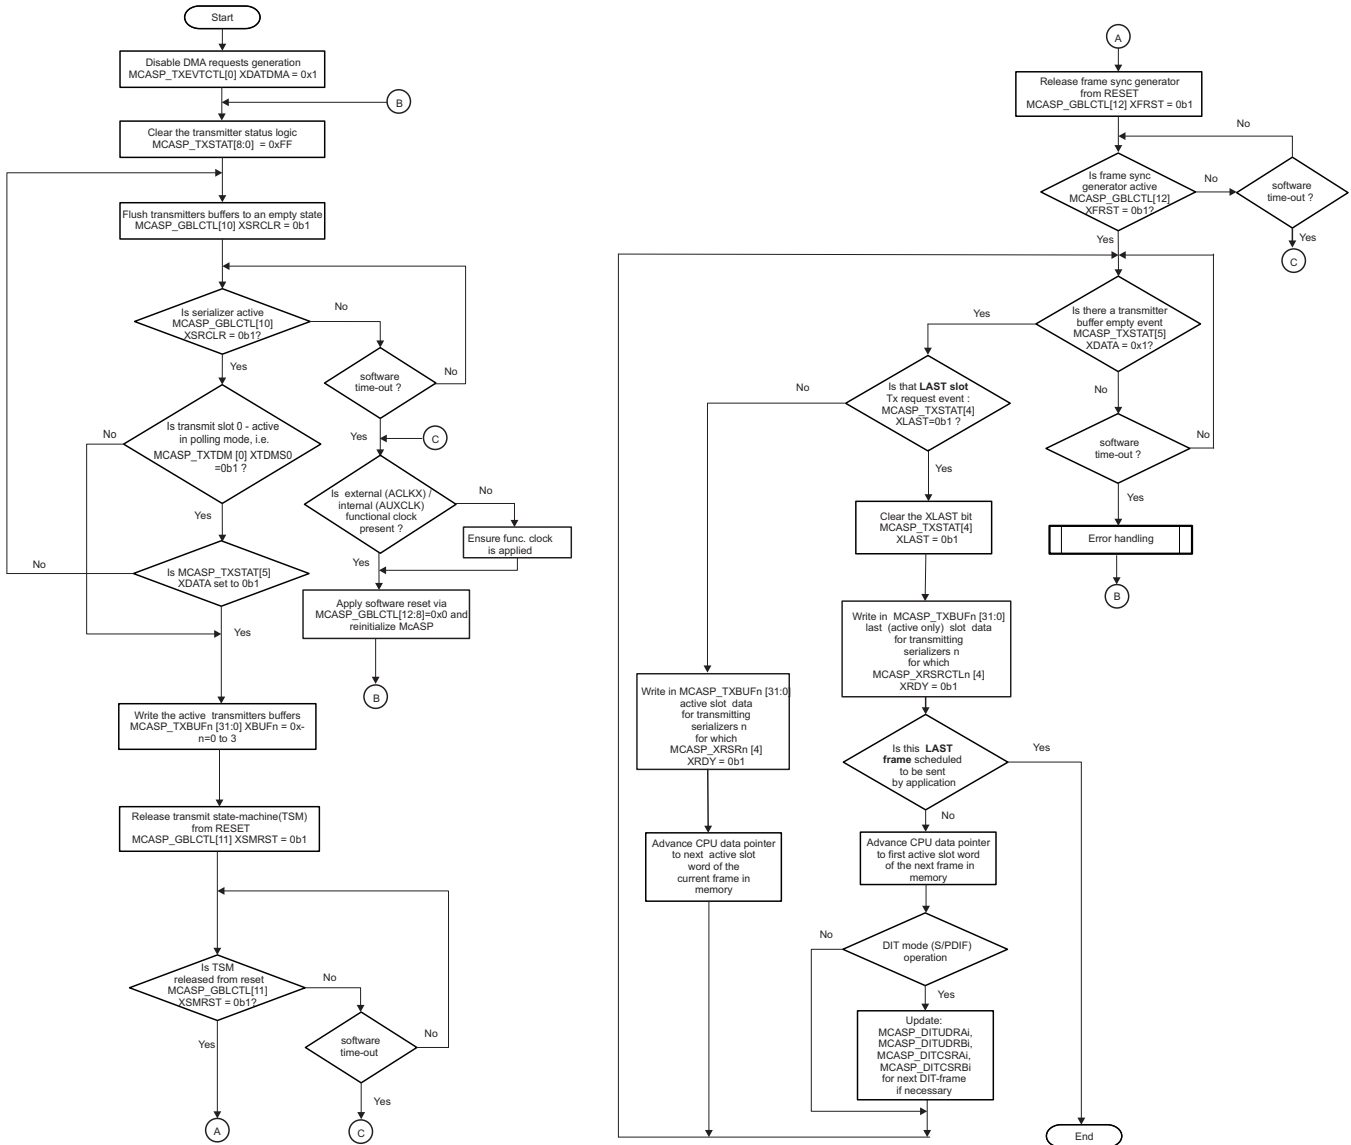 Start
Disable DMA requests generation
MCASP_TXEVTCTL[0] XDATDMA = 0x1
B
Clear the transmitter status logic
MCASP_TXSTAT[8:0] = 0xFF
Flush transmitters buffers to an empty state
MCASP_GBLCTL[10] XSRCLR = 0b1
Is serializer active
MCASP_GBLCTL[10]
XSRCLR = 0b1?
No
Yes
software
time-out ?
No
Is transmit slot 0 - active
in polling mode, i.e.
MCASP_TXTDM [0] XTDMS0
=0b1 ?
No
Yes
Yes
C
Is external (ACLKX) /
internal (AUXCLK)
functional clock
present ?
No
Ensure func. clock
is applied
Yes
Is MCASP_TXSTAT[5]
XDATA set to 0b1
No
Yes
Apply software reset via
MCASP_GBLCTL[12:8]=0x0 and
reinitialize McASP
B
Write the active transmitters buffers
MCASP_TXBUFn [31:0] XBUFn = 0x-
n=0 to 3
Release transmit state-machine(TSM)
from RESET
MCASP_GBLCTL[11] XSMRST = 0b1
Is TSM
released from reset
MCASP_GBLCTL[11]
XSMRST = 0b1?
No
Yes
software
time-out
No
Yes
A
C
A
Release frame sync generator
from RESET
MCASP_GBLCTL[12] XFRST = 0b1
No
Is frame sync
generator active
MCASP_GBLCTL[12]
XFRST = 0b1?
No
software
time-out ?
Yes
Yes
C
Is there a transmitter
buffer empty event
MCASP_TXSTAT[5]
XDATA = 0x1?
Yes
No
software
time-out ?
No
Yes
Error handling
B
Is that LAST slot
Tx request event :
MCASP_TXSTAT[4]
XLAST=0b1 ?
No
Yes
Clear the XLAST bit
MCASP_TXSTAT[4]
XLAST = 0b1
Write in MCASP_TXBUFn [31:0]
last (active only) slot data
for transmitting
serializers n
for which
MCASP_XRSRCTLn [4]
XRDY = 0b1
Write in MCASP_TXBUFn [31:0]
active slot data
for transmitting
serializers n
for which
MCASP_XRSRn [4]
XRDY = 0b1
Is this LAST
frame scheduled
to be sent
by application
Yes
No
Advance CPU data pointer
to next active slot
word of the
current frame in
memory
Advance CPU data pointer
to first active slot word
of the next frame in
memory
DIT mode (S/PDIF)
operation
No
Yes
Update:
MCASP_DITUDRAi,
MCASP_DITUDRBi,
MCASP_DITCSRAi,
MCASP_DITCSRBi
for next DIT-frame
if necessary
End